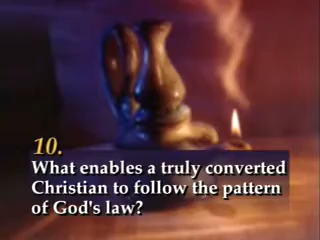 10.
What enables a truly converted
Christian to follow the pattern
of God's law?